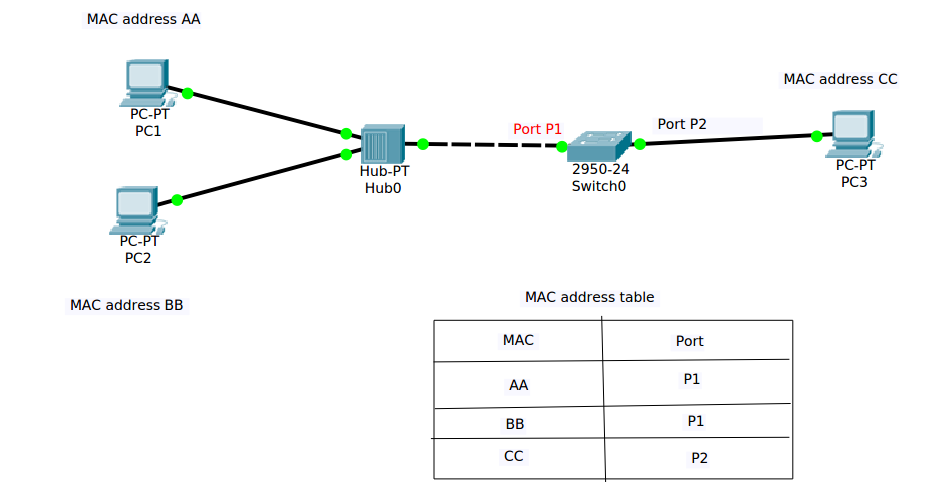 MAC address AA
MAC address CC
PC-PT
PC1
Port P1
Port P2
Hub-PT
Hub0
2950-24
Switch0
PC-PT
PC3
PC-PT
PC2
MAC address BB
MAC address table
MAC Port
AA P1
BB P1
CC P2